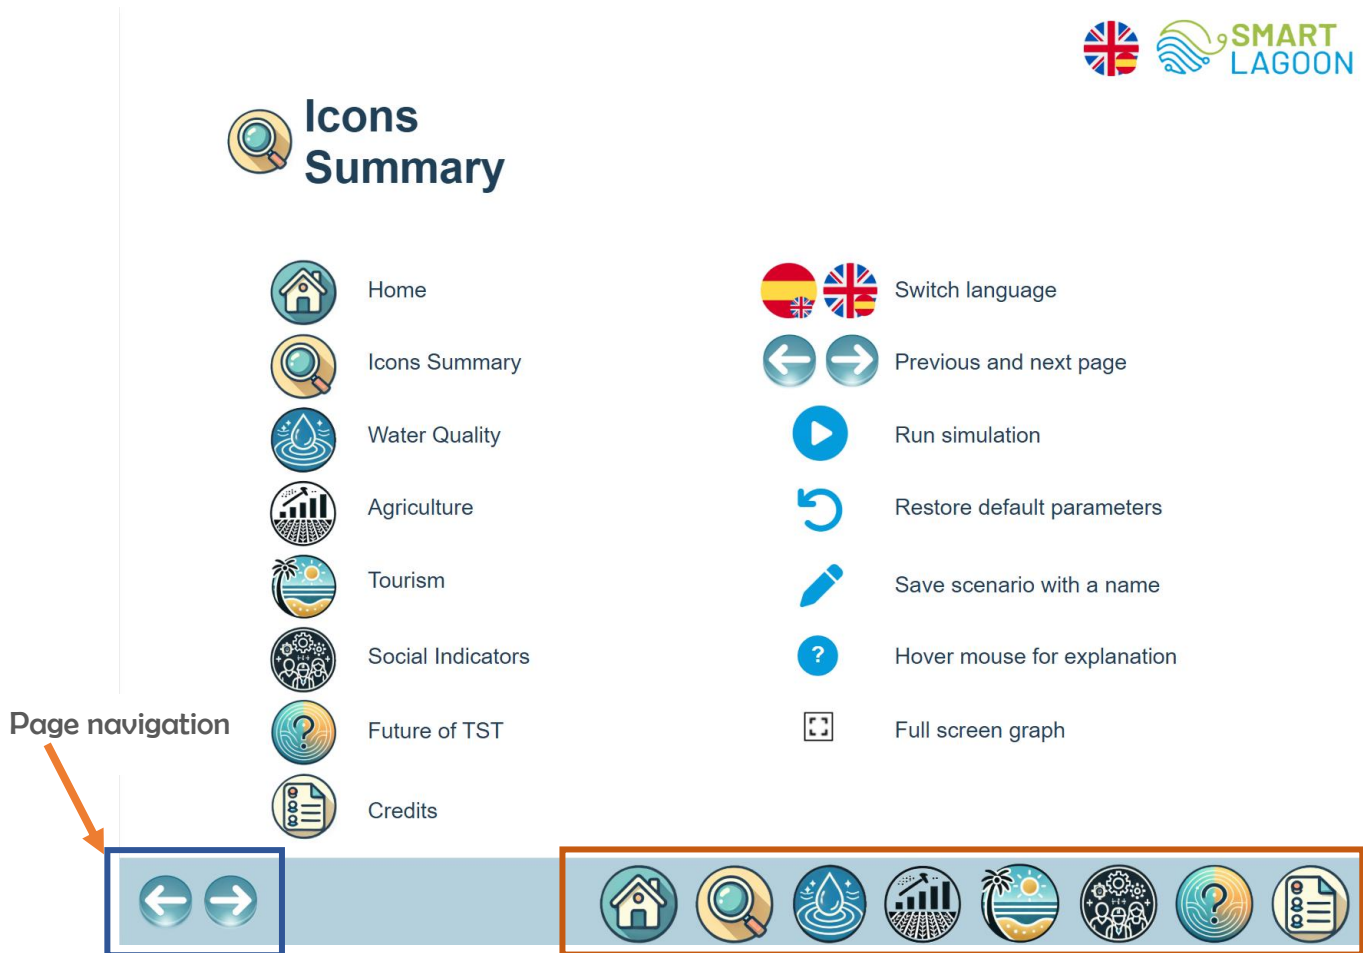 SMART
LAGOON
Icons
Summary
Home
Icons Summary
Water Quality
Agriculture
Tourism
Social Indicators
Future of TST
Credits
Switch language
Previous and next page
Run simulation
Restore default parameters
Save scenario with a name
?
Hover mouse for explanation
Full screen graph
Page navigation